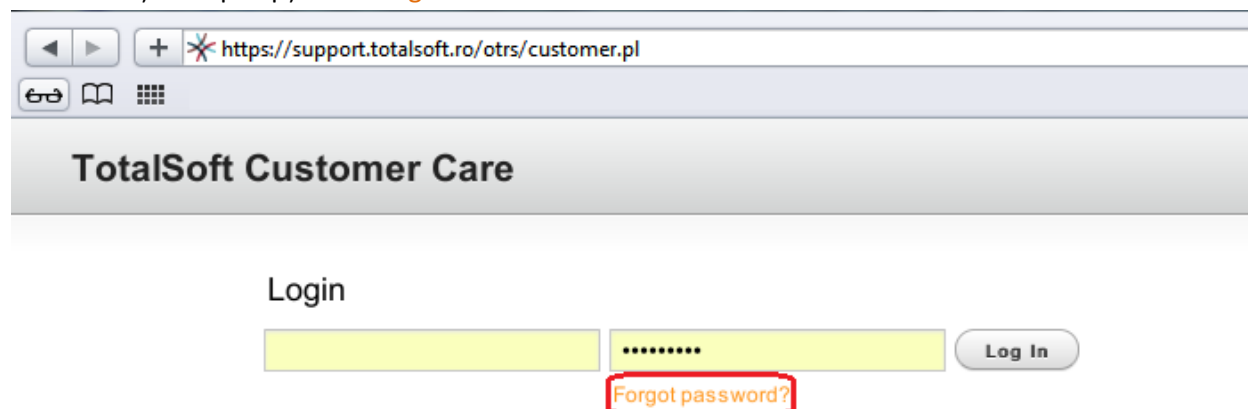 https://support.totalsoft.ro/otrs/customer.pl
TotalSoft Customer Care
Login
••••••••• Log In
Forgot password?